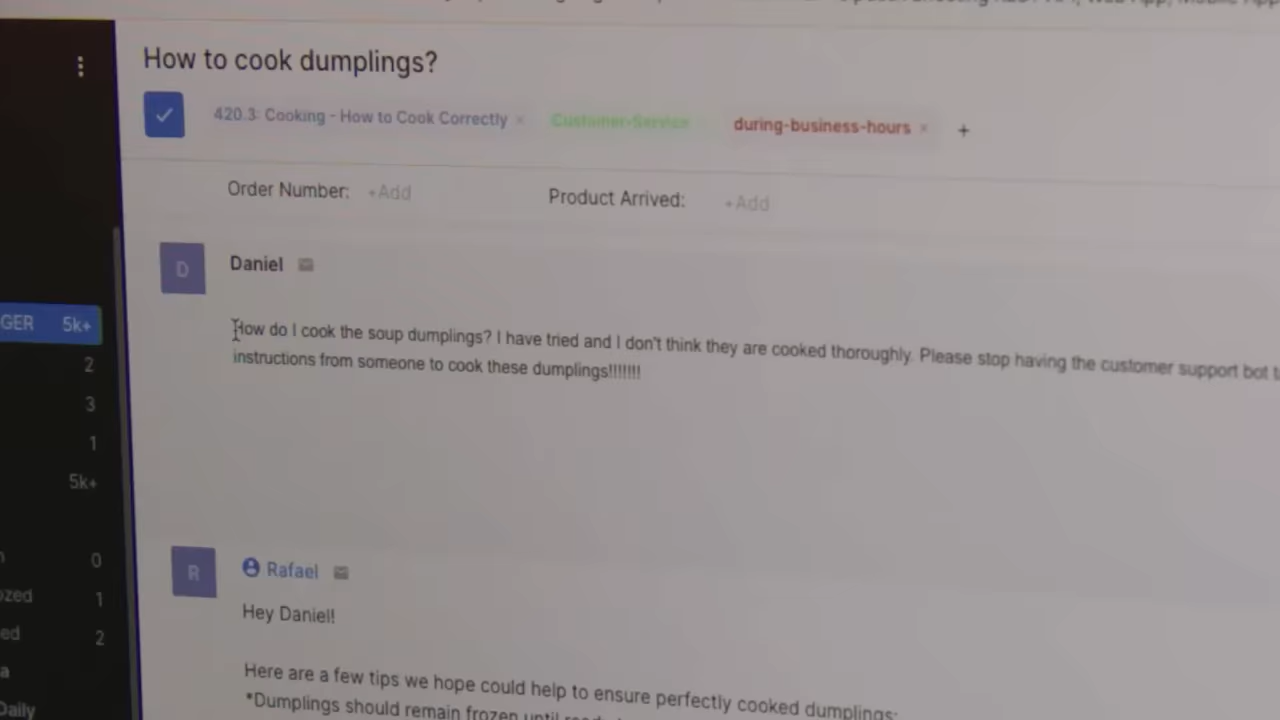 How to cook dumplings?
420.3: Cooking - How to Cook Correctly ×
Customer-Service
during-business-hours ×
+
Order Number: +Add
Product Arrived: +Add
D
Daniel
GER 5k+
2
How do I cook the soup dumplings? I have tried and I don't think they are cooked thoroughly. Please stop having the customer support bot
instructions from someone to cook these dumplings!!!!!!!
3
1
5k+
0
R
Rafael
1
Hey Daniel!
2
Here are a few tips we hope could help to ensure perfectly cooked dumplings:
*Dumplings should remain frozen until
Daily